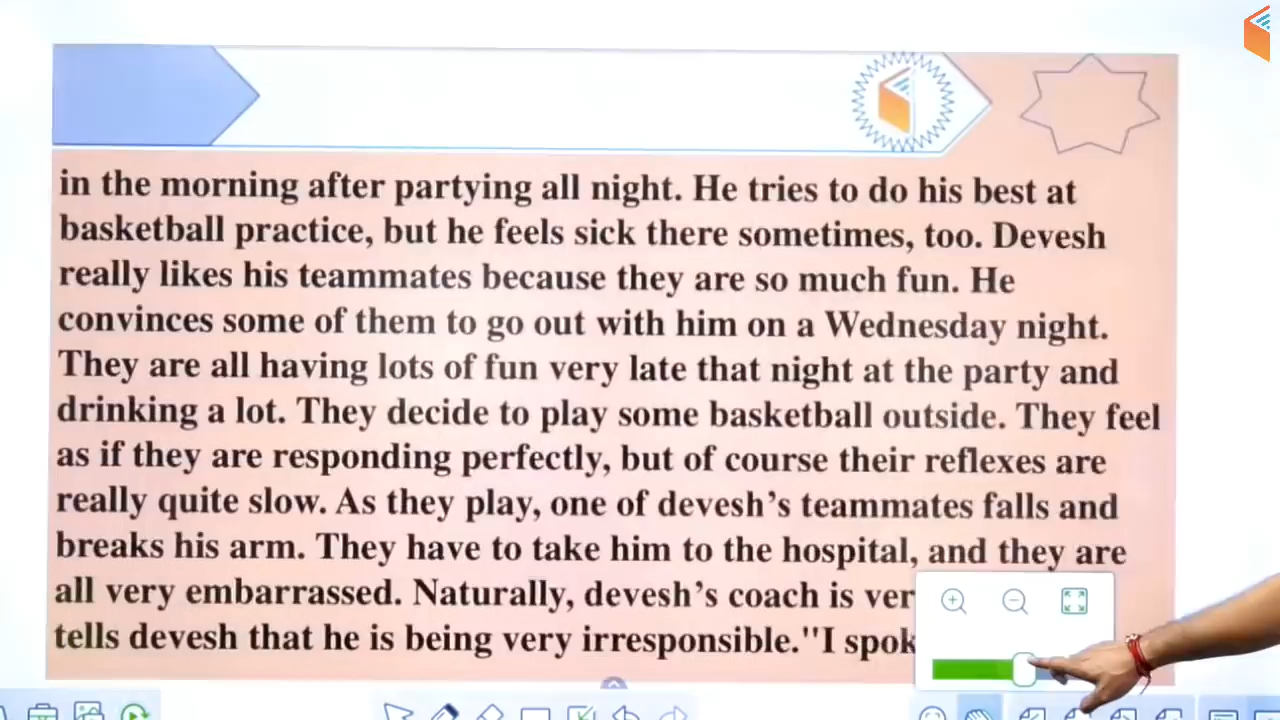 in the morning after partying all night. He tries to do his best at
basketball practice, but he feels sick there sometimes, too. Devesh
really likes his teammates because they are so much fun. He
convinces some of them to go out with him on a Wednesday night.
They are all having lots of fun very late that night at the party and
drinking a lot. They decide to play some basketball outside. They feel
as if they are responding perfectly, but of course their reflexes are
really quite slow. As they play, one of devesh's teammates falls and
breaks his arm. They have to take him to the hospital, and they are
all very embarrassed. Naturally, devesh's coach is
tells devesh that he is being very irresponsible."I